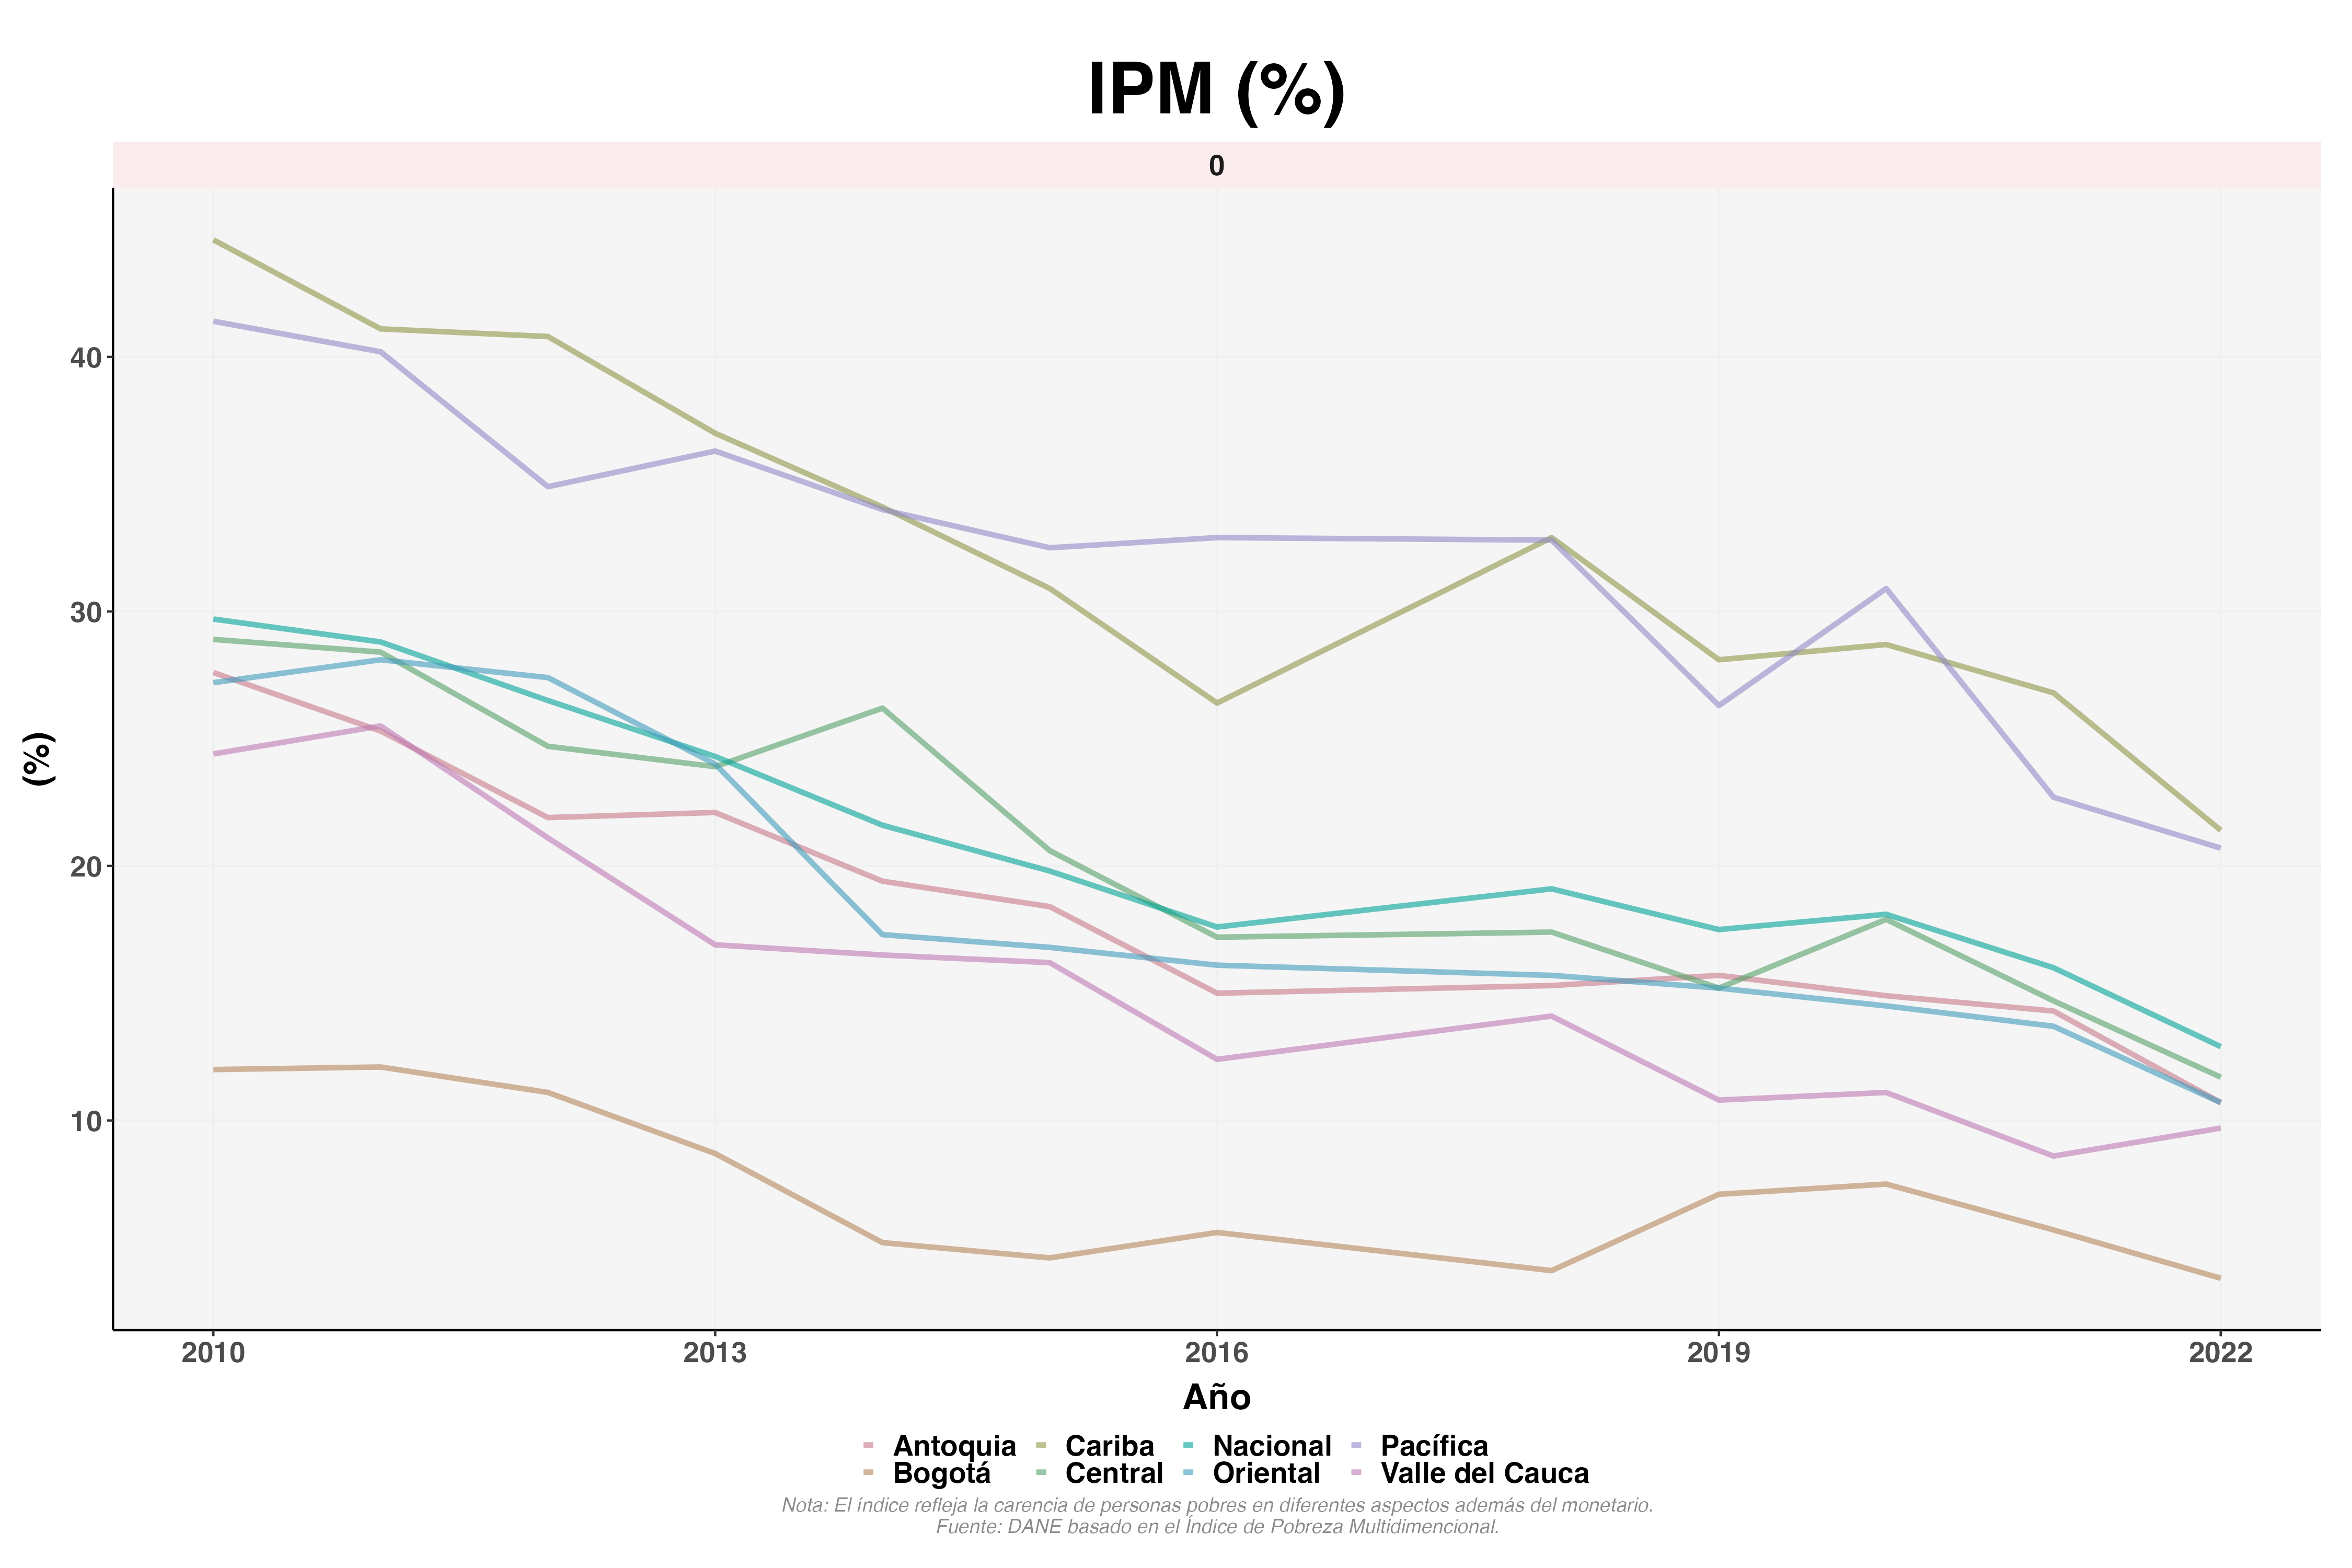 IPM (%)
0
40
30
20
10
(%)
2010 2013 2016 2019 2022
Año
Antoquia Cariba Nacional Pacífica
Bogotá Central Oriental Valle del Cauca
Nota: El índice refleja la carencia de personas pobres en diferentes aspectos además del monetario.
Fuente: DANE basado en el Índice de Pobreza Multidimencional.